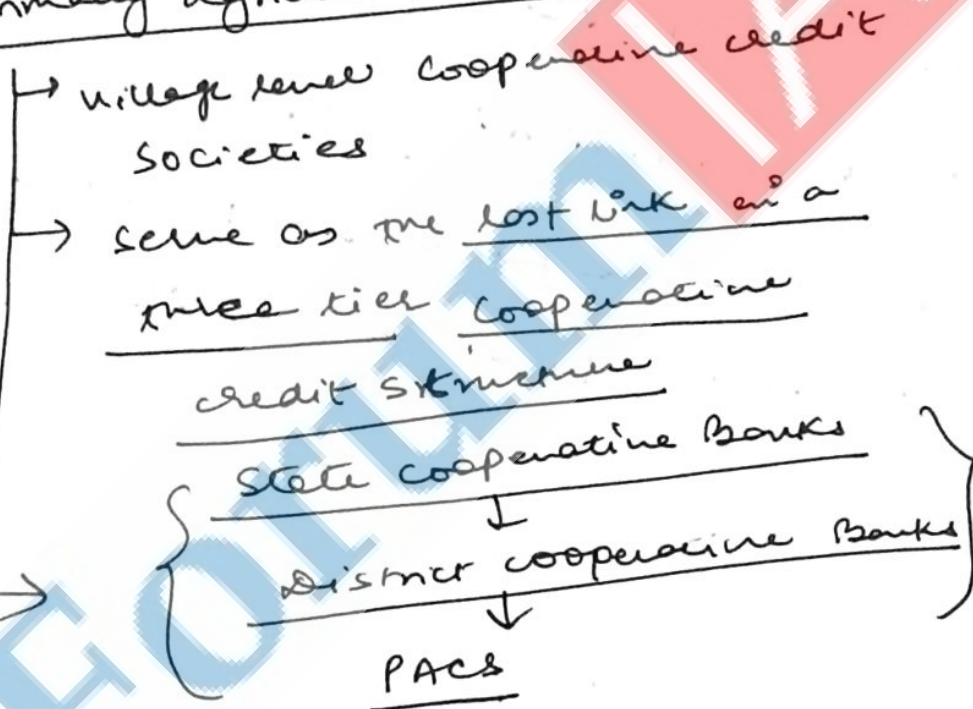 → village level cooperative credit
societies
→ serve as the last link in a
three tier cooperative
credit structure
State cooperative Banks
↓
District cooperative Banks
↓
PACS
Forum